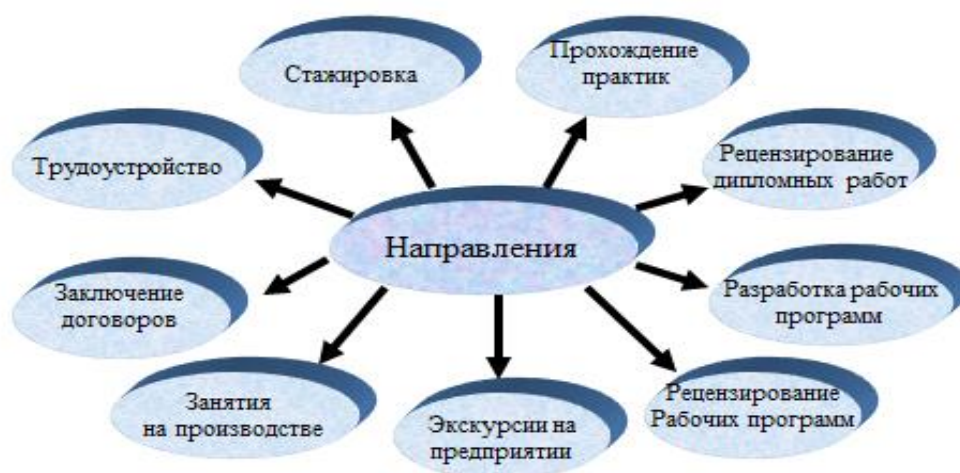 Стажировка
Прохождение
практик
Трудоустройство
Рецензирование
дипломных работ
Направления
Заключение
договоров
Разработка рабочих
программ
Занятия
на производстве
Экскурсии на
предприятии
Рецензирование
Рабочих программ